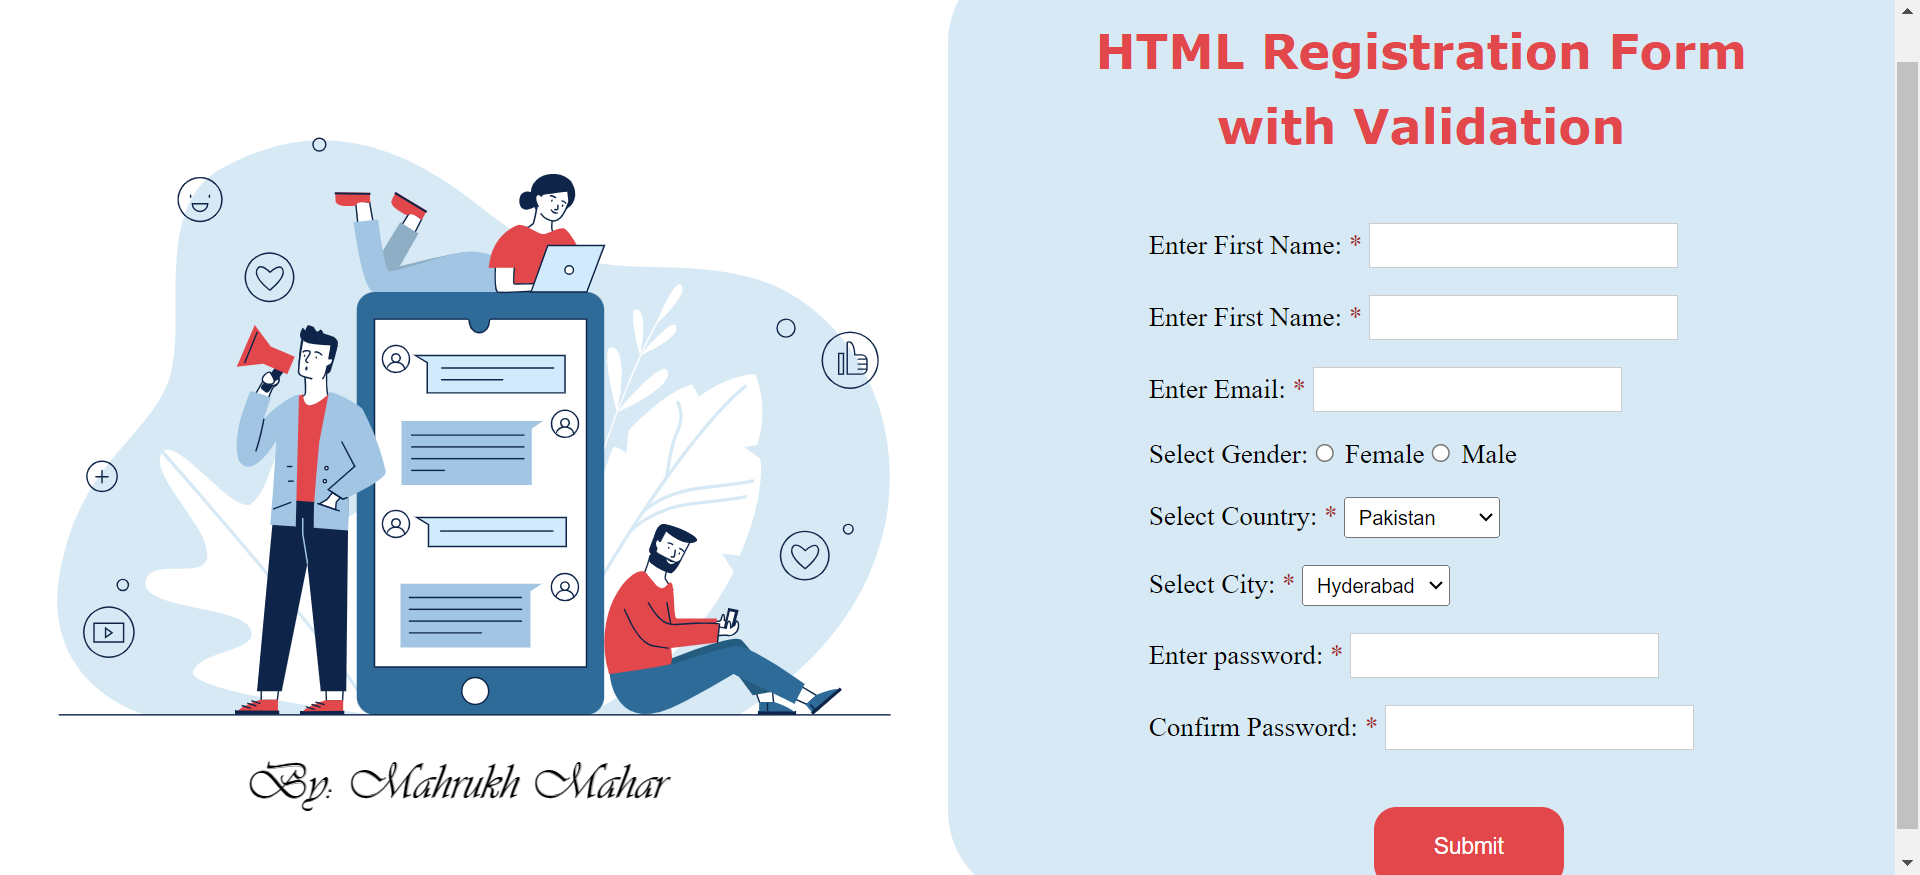 HTML Registration Form
with Validation
Enter First Name: *
Enter First Name: *
Enter Email: *
Select Gender: Female Male
Select Country: * Pakistan
Select City: * Hyderabad
Enter password: *
Confirm Password: *
Submit
By: Mahrukh Mahar